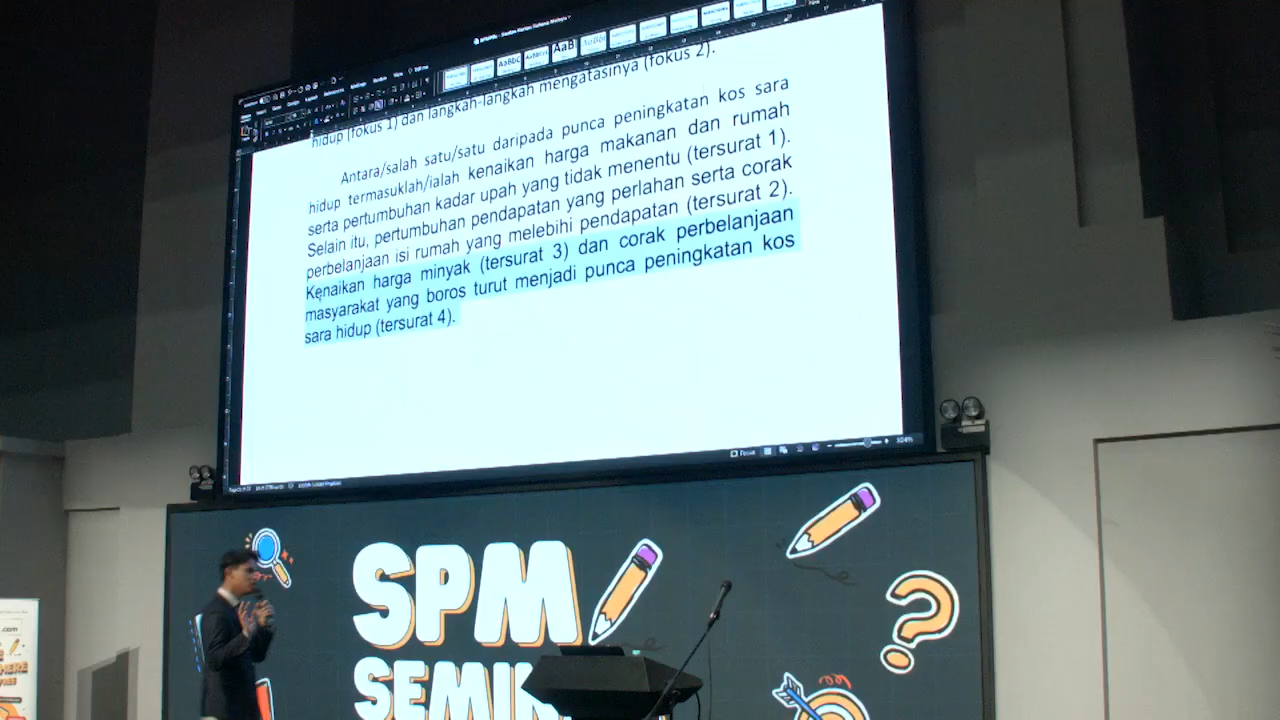 hidup (fokus 1) dan langkah-langkah mengatasinya (fokus 2).
Antara/salah satu/satu daripada punca peningkatan kos sara
hidup termasuklah/ialah kenaikan harga makanan dan rumah
serta pertumbuhan kadar upah yang tidak menentu (tersurat 1).
Selain itu, pertumbuhan pendapatan yang perlahan serta corak
perbelanjaan isi rumah yang melebihi pendapatan (tersurat 2).
Kenaikan harga minyak (tersurat 3) dan corak perbelanjaan
masyarakat yang boros turut menjadi punca peningkatan kos
sara hidup (tersurat 4).
Focus
SPM
.com